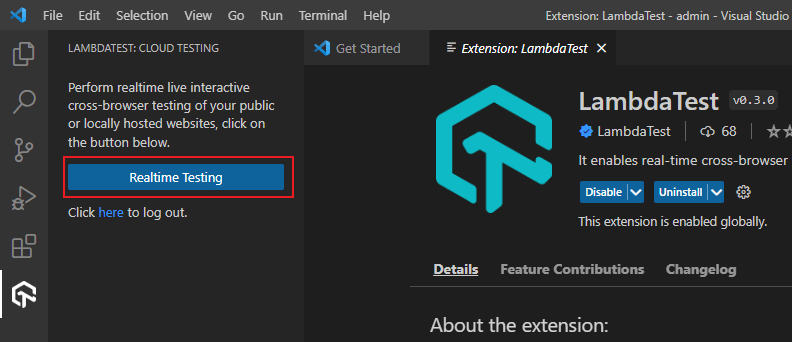 File Edit Selection View Go Run Terminal Help Extension: LambdaTest - admin - Visual Studio
LAMBDATEST: CLOUD TESTING
Perform realtime live interactive
cross-browser testing of your public
or locally hosted websites, click on
the button below.
Realtime Testing
Click here to log out.
Get Started
Extension: LambdaTest
LambdaTest v0.3.0
LambdaTest 68
It enables real-time cross-browser
Disable Uninstall
This extension is enabled globally.
Details Feature Contributions Changelog
About the extension: